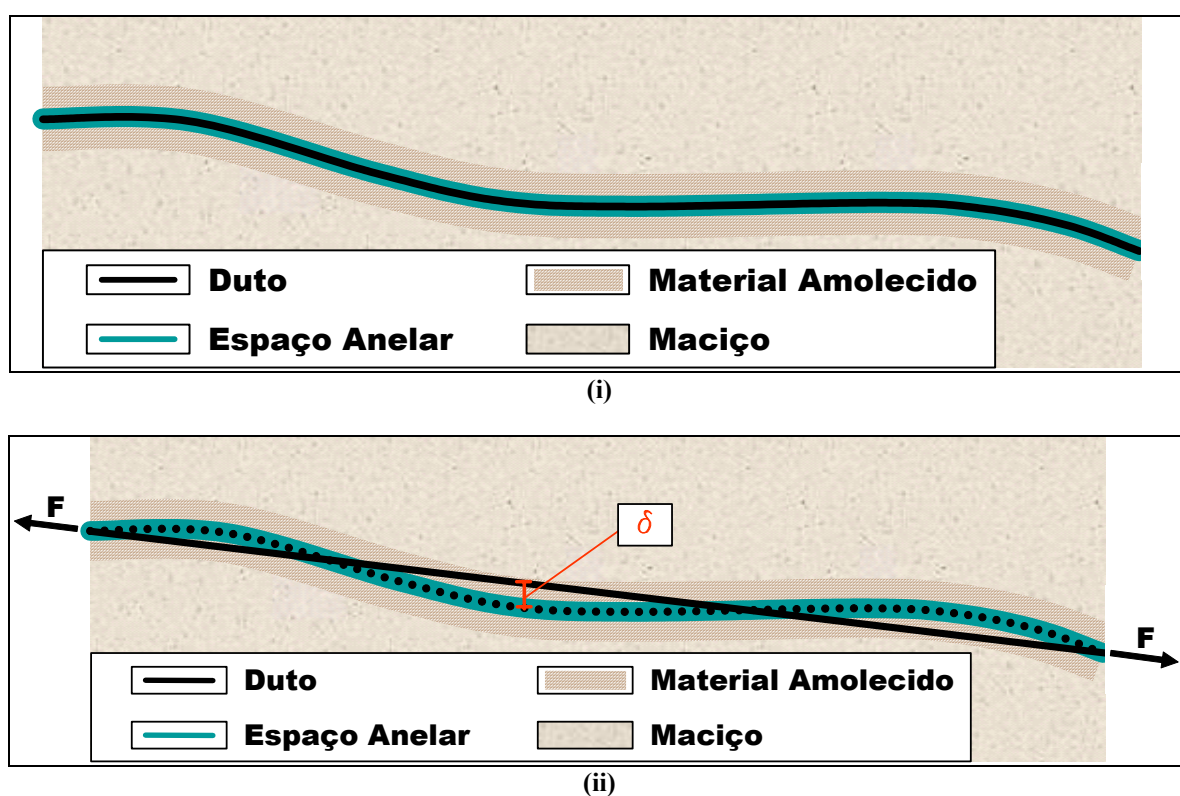 Duto Material Amolecido
Espaço Anelar Maciço
(i)
F
δ
F
Duto Material Amolecido
Espaço Anelar Maciço
(ii)